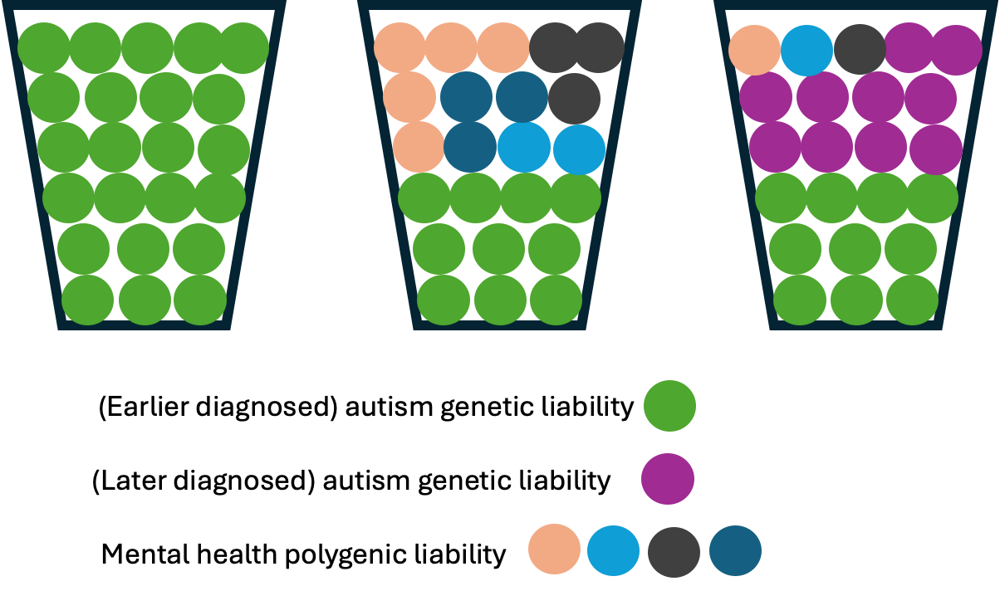 (Earlier diagnosed) autism genetic liability
(Later diagnosed) autism genetic liability
Mental health polygenic liability